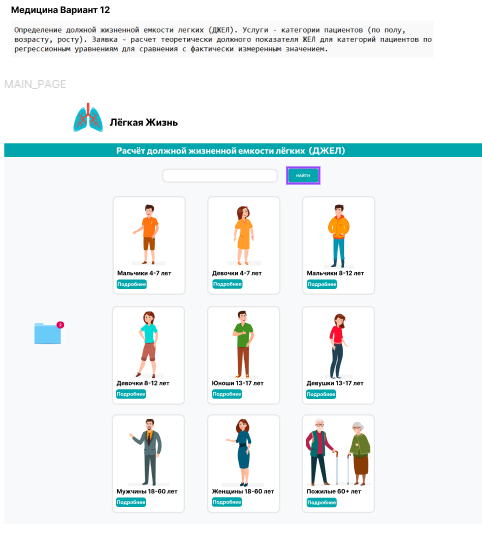 Медицина Вариант 12
Определение должной жизненной емкости легких (ДЖЕЛ). Услуги - категории пациентов (по полу,
возрасту, росту). Заявка - расчет теоретически должного показателя ЖЕЛ для категорий пациентов по
регрессионным уравнениям для сравнения с фактически измеренным значением.
MAIN_PAGE
Лёгкая Жизнь
Расчёт должной жизненной емкости лёгких (ДЖЕЛ)
НАЙТИ
Мальчики 4-7 лет
Подробнее
Девочки 4-7 лет
Подробнее
Мальчики 8-12 лет
Подробнее
Девочки 8-12 лет
Подробнее
Юноши 13-17 лет
Подробнее
Девушки 13-17 лет
Подробнее
Мужчины 18-60 лет
Подробнее
Женщины 18-60 лет
Подробнее
Пожилые 60+ лет
Подробнее